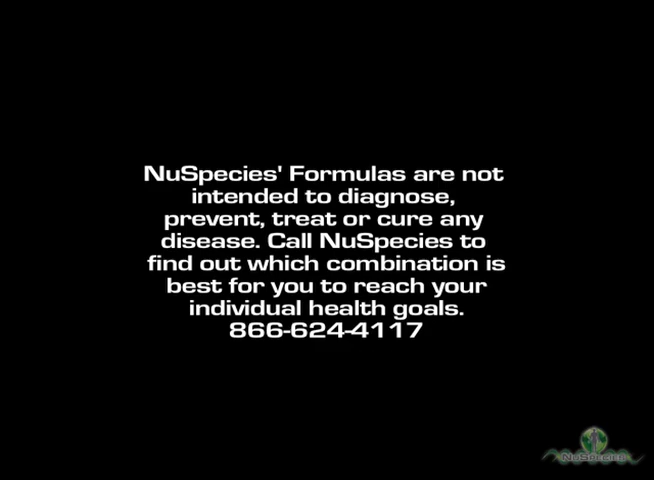 NuSpecies' Formulas are not
intended to diagnose,
prevent, treat or cure any
disease. Call NuSpecies to
find out which combination is
best for you to reach your
individual health goals.
866-624-4117
NuSpecies